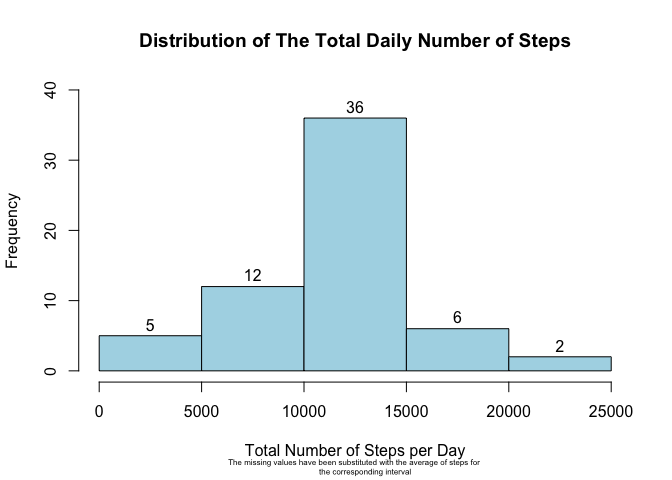 Distribution of The Total Daily Number of Steps
40
30
20
10
0
Frequency
5
12
36
6
2
0 5000 10000 15000 20000 25000
Total Number of Steps per Day
The missing values have been substituted with the average of steps for
the corresponding interval